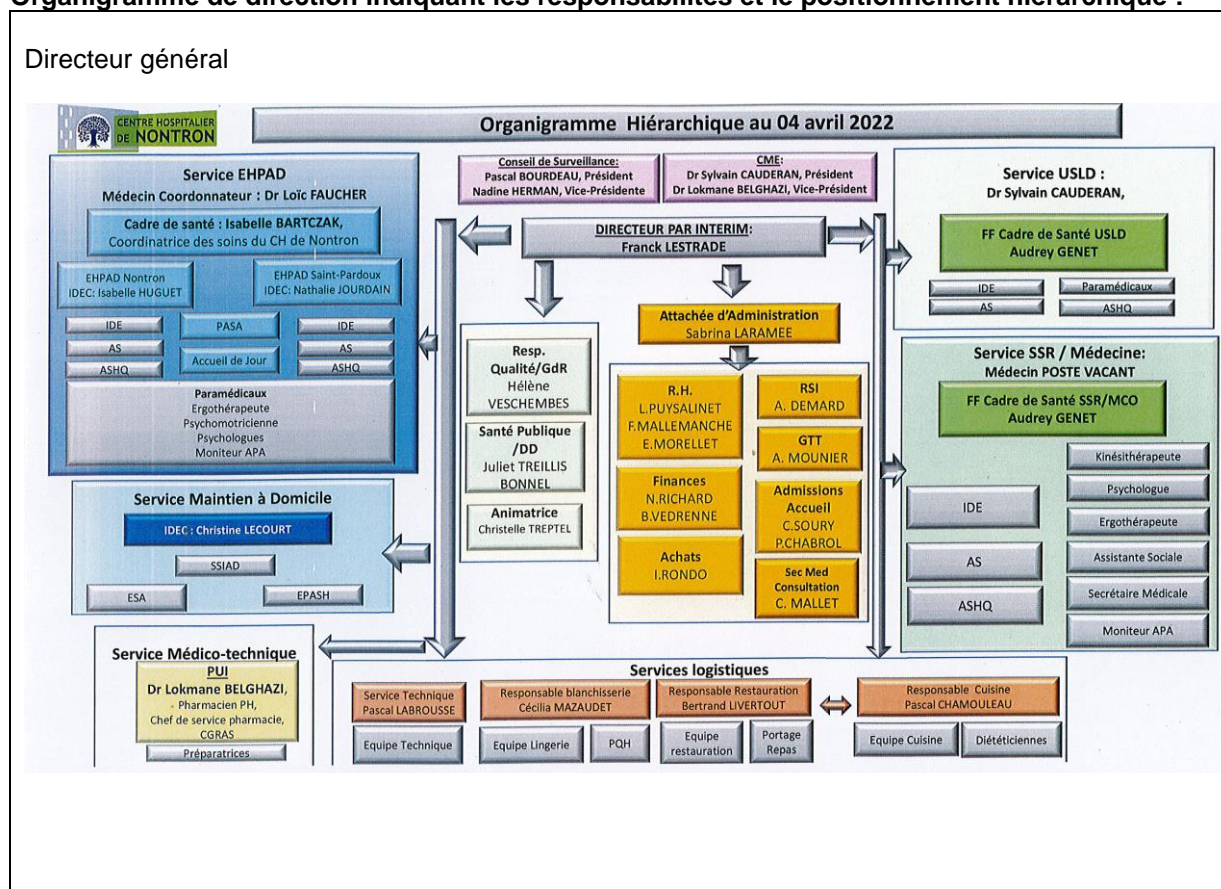 Organigramme de direction indiquant les responsabilités et le positionnement hiérarchique :
Directeur général
CENTRE HOSPITALIER
DE NONTRON
Organigramme Hiérarchique au 04 avril 2022
Conseil de Surveillance:
Pascal BOURDEAU, Président
Nadine HERMAN, Vice-Présidente
CME:
Dr Sylvain CAUDERAN, Président
Dr Lokmane BELGHAZI, Vice-Président
DIRECTEUR PAR INTERIM:
Franck LESTRADE
Service EHPAD
Médecin Coordonnateur : Dr Loïc FAUCHER
Cadre de santé : Isabelle BARTCZAK,
Coordinatrice des soins du CH de Nontron
EHPAD Nontron
IDEC: Isabelle HUGUET
EHPAD Saint-Pardoux
IDEC: Nathalie JOURDAIN
IDE
AS
ASHQ
PASA
Accueil de Jour
IDE
AS
ASHQ
Paramédicaux
Ergothérapeute
Psychomotricienne
Psychologues
Moniteur APA
Service Maintien à Domicile
IDEC : Christine LECOURT
SSIAD
ESA
EPASH
Service Médico-technique
PUI
Dr Lokmane BELGHAZI,
- Pharmacien PH,
Chef de service pharmacie,
CGRAS
Préparatrices
Resp.
Qualité/GdR
Hélène
VESCHEMBES
Santé Publique
/DD
Juliet TREILLIS
BONNEL
Animatrice
Christelle TREPTEL
Attachée d'Administration
Sabrina LARAMEE
R.H.
L.PUYSALINET
F.MALLEMANCHE
E.MORELLET
Finances
N.RICHARD
B.VEDRENNE
Achats
I.RONDO
RSI
A. DEMARD
GTT
A. MOUNIER
Admissions
Accueil
C.SOURY
P.CHABROL
Sec Med
Consultation
C. MALLET
Service USLD :
Dr Sylvain CAUDERAN,
FF Cadre de Santé USLD
Audrey GENET
IDE
Paramédicaux
AS
ASHQ
Service SSR / Médecine:
Médecin POSTE VACANT
FF Cadre de Santé SSR/MCO
Audrey GENET
IDE
AS
ASHQ
Kinésithérapeute
Psychologue
Ergothérapeute
Assistante Sociale
Secrétaire Médicale
Moniteur APA
Services logistiques
Service Technique
Pascal LABROUSSE
Equipe Technique
Responsable blanchisserie
Cécilia MAZAUDET
Equipe Lingerie
PQH
Responsable Restauration
Bertrand LIVERTOUT
Equipe
restauration
Portage
Repas
Responsable Cuisine
Pascal CHAMOULEAU
Equipe Cuisine
Diététiciennes